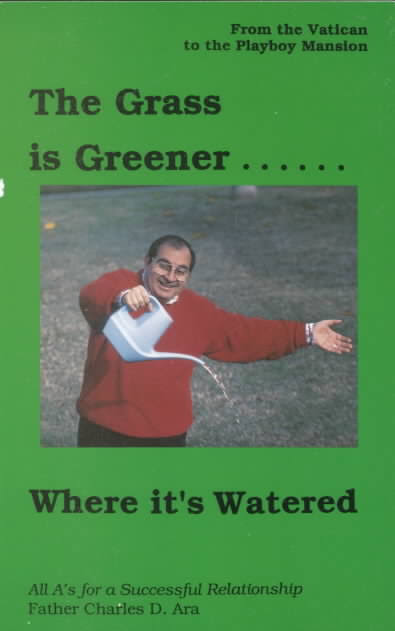 From the Vatican
to the Playboy Mansion
The Grass
is Greener ......
Where it's Watered
All A's for a Successful Relationship
Father Charles D. Ara